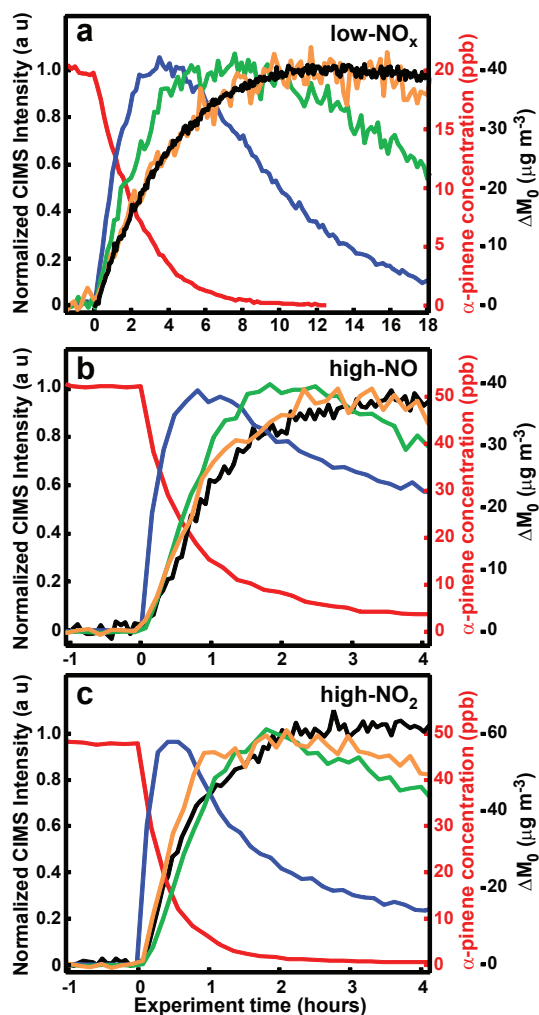 a
low-NOₓ
Normalized CIMS Intensity (a u)
1.0
0.8
0.6
0.4
0.2
0
20
15
10
5
0
α-pinene concentration (ppb)
40
30
20
10
0
ΔM₀ (μg m⁻³)
0 2 4 6 8 10 12 14 16 18
b
high-NO
Normalized CIMS Intensity (a u)
1.0
0.8
0.6
0.4
0.2
0
50
40
30
20
10
0
α-pinene concentration (ppb)
40
30
20
10
0
ΔM₀ (μg m⁻³)
-1 0 1 2 3 4
c
high-NO₂
Normalized CIMS Intensity (a u)
1.0
0.8
0.6
0.4
0.2
0
50
40
30
20
10
0
α-pinene concentration (ppb)
60
40
20
0
ΔM₀ (μg m⁻³)
-1 0 1 2 3 4
Experiment time (hours)